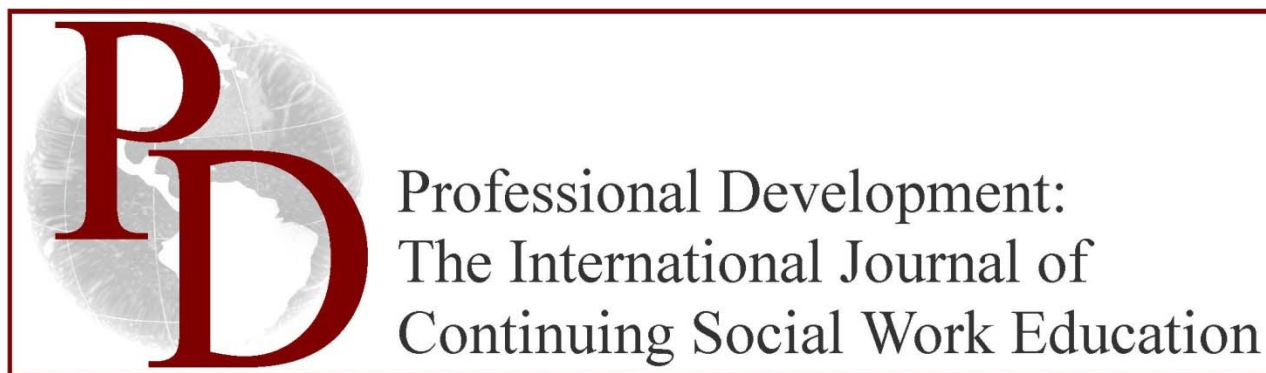 PD
Professional Development:
The International Journal of
Continuing Social Work Education